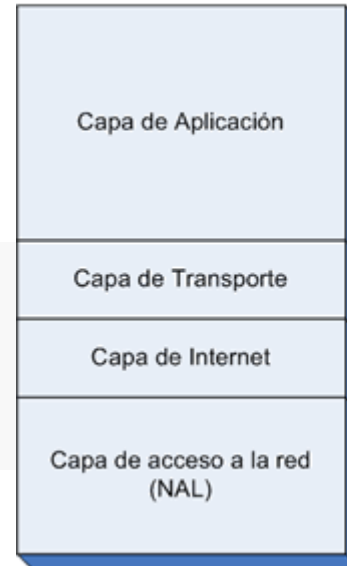 Capa de Aplicación
Capa de Transporte
Capa de Internet
Capa de acceso a la red
(NAL)